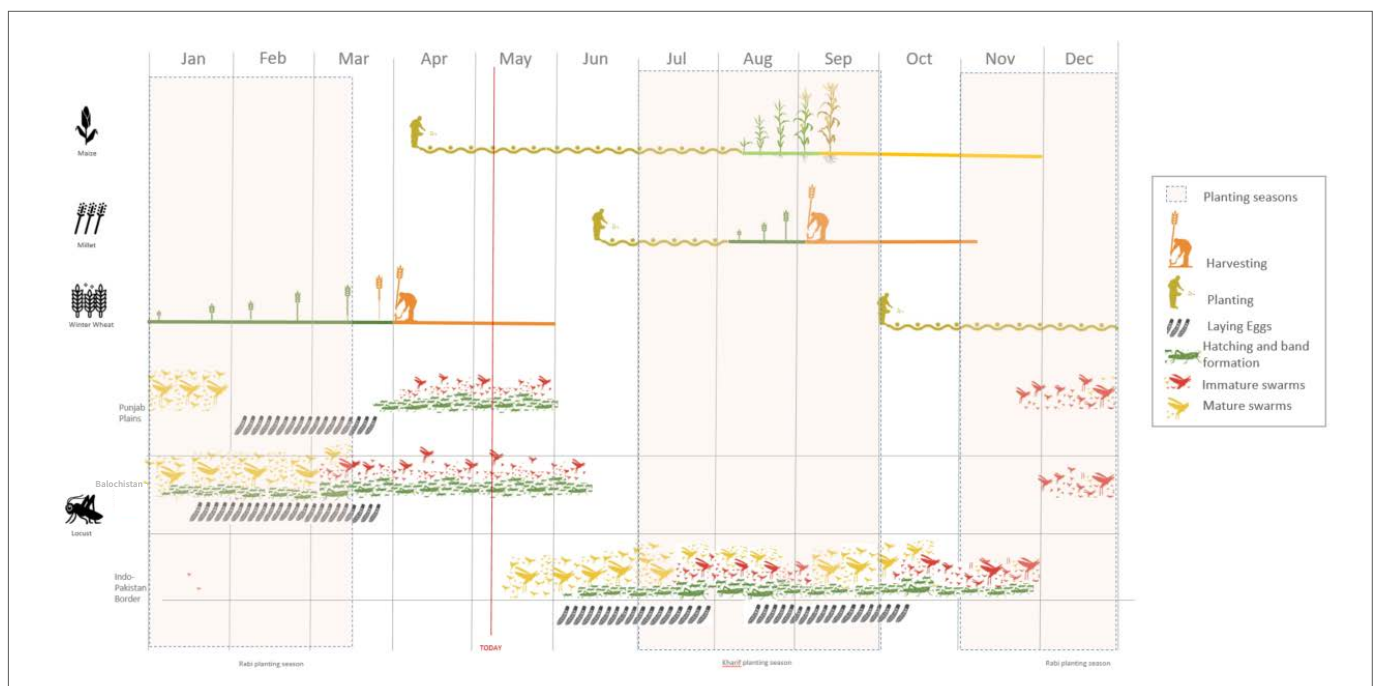 Jan Feb Mar Apr May Jun Jul Aug Sep Oct Nov Dec
Maize
Millet
Winter Wheat
Punjab
Plains
Balochistan
Locust
Indo-
Pakistan
Border
TODAY
Rabi planting season
Kharif planting season
Rabi planting season
Planting seasons
Harvesting
Planting
Laying Eggs
Hatching and band
formation
Immature swarms
Mature swarms